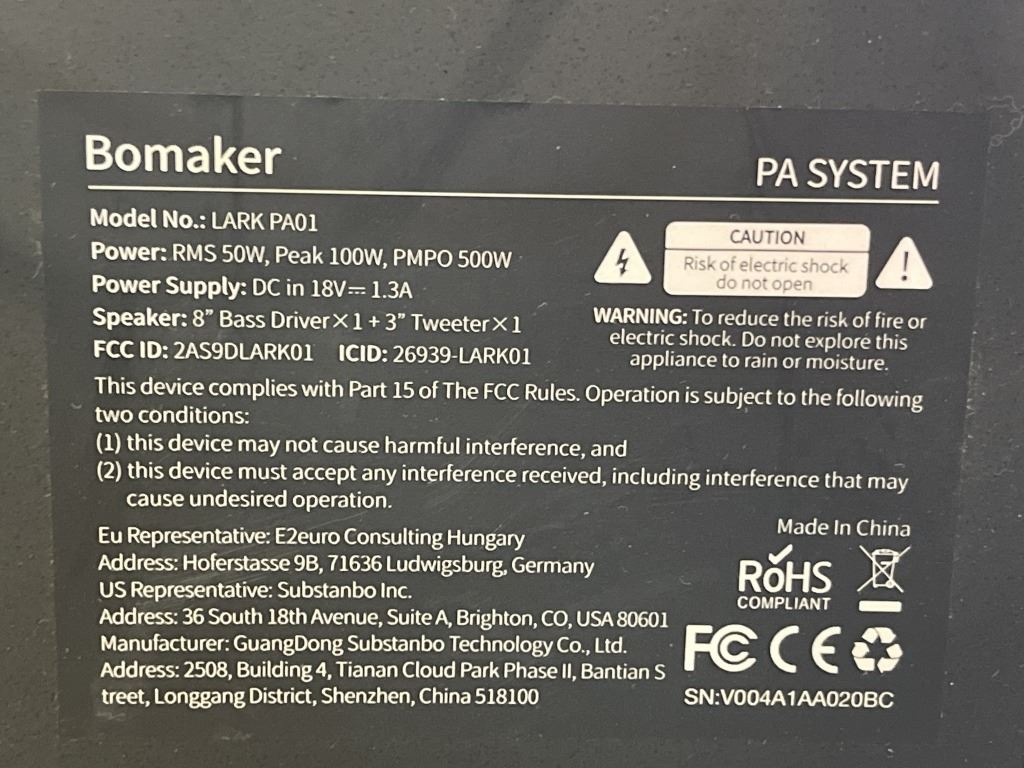 Bomaker
PA SYSTEM
Model No.: LARK PA01
Power: RMS 50W, Peak 100W, PMPO 500W
Power Supply: DC in 18V⎓ 1.3A
Speaker: 8” Bass Driver×1 + 3” Tweeter×1
FCC ID: 2AS9DLARK01 ICID: 26939-LARK01
CAUTION
Risk of electric shock
do not open
WARNING: To reduce the risk of fire or
electric shock. Do not explore this
appliance to rain or moisture.
This device complies with Part 15 of The FCC Rules. Operation is subject to the following
two conditions:
(1) this device may not cause harmful interference, and
(2) this device must accept any interference received, including interference that may
cause undesired operation.
Eu Representative: E2euro Consulting Hungary
Address: Hoferstasse 9B, 71636 Ludwigsburg, Germany
US Representative: Substanbo Inc.
Address: 36 South 18th Avenue, Suite A, Brighton, CO, USA 80601
Manufacturer: GuangDong Substanbo Technology Co., Ltd.
Address: 2508, Building 4, Tianan Cloud Park Phase II, Bantian S
treet, Longgang District, Shenzhen, China 518100
Made In China
RoHS
COMPLIANT
FC CE
SN:V004A1AA020BC